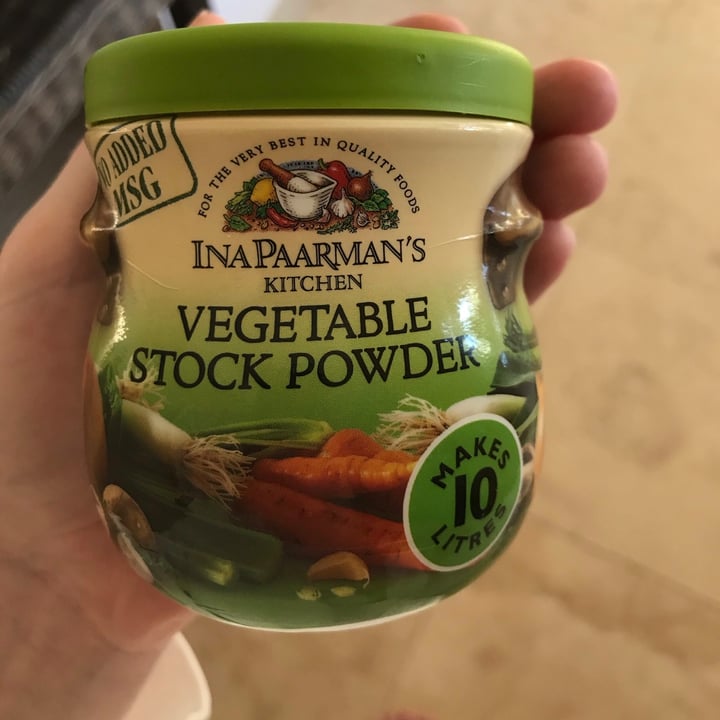 NO ADDED
MSG
FOR THE VERY BEST IN QUALITY FOODS
INA PAARMAN'S
KITCHEN
VEGETABLE
STOCK POWDER
MAKES
10
LITRES